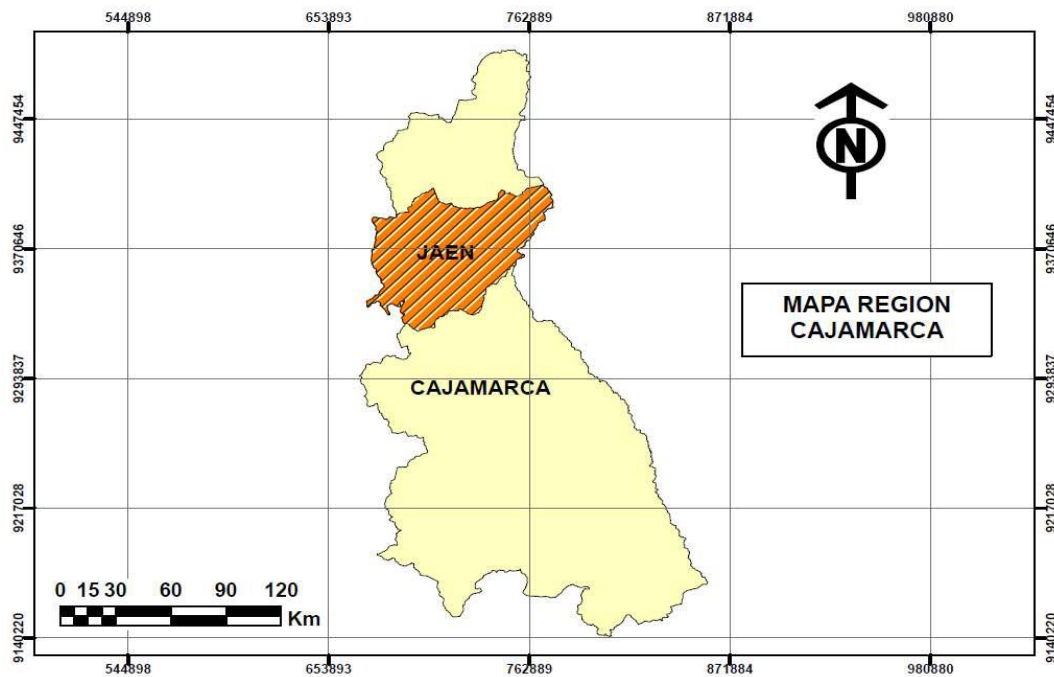 544898 653893 762889 871884 980880
9447454 9447454
N
JAEN
9370646 9370646
MAPA REGION
CAJAMARCA
9293837 9293837
CAJAMARCA
9217028 9217028
0 15 30 60 90 120
Km
9140220 9140220
544898 653893 762889 871884 980880